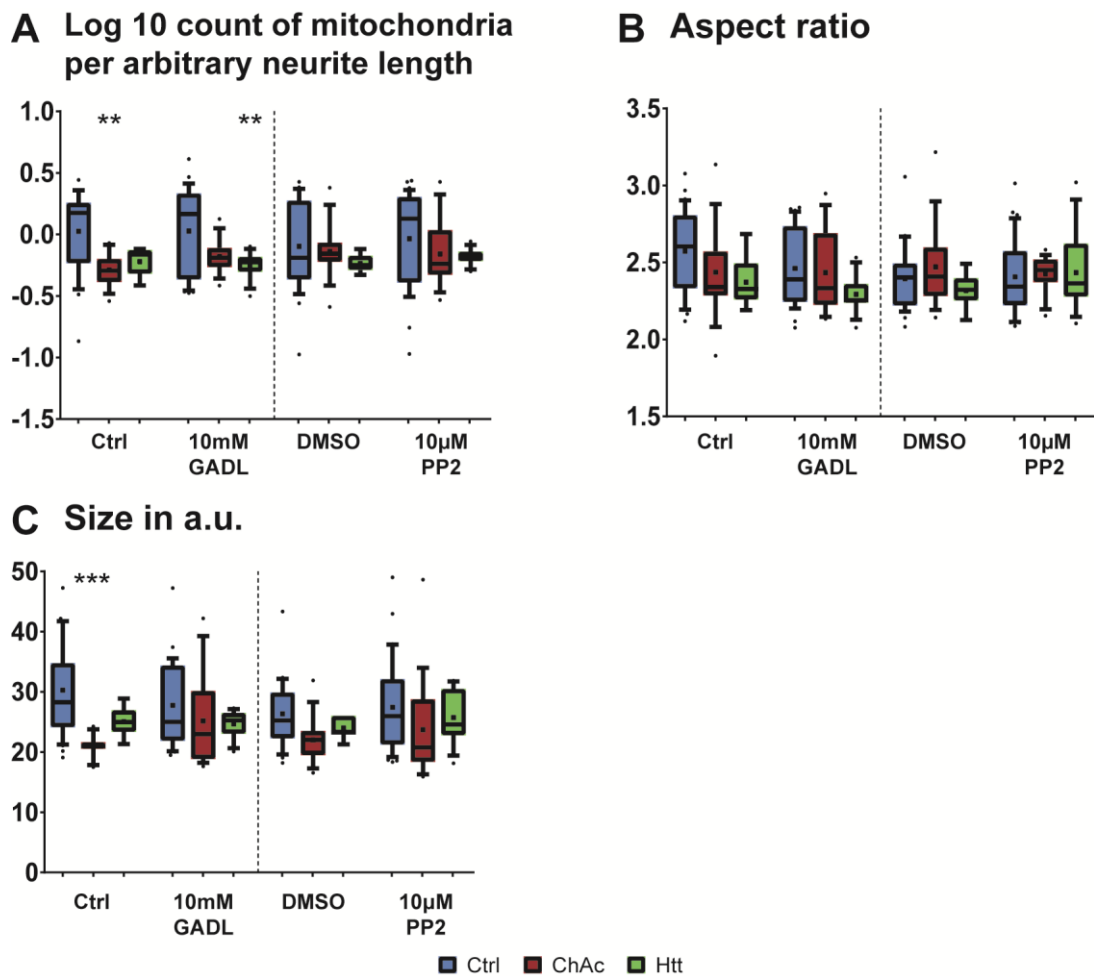 A Log 10 count of mitochondria
per arbitrary neurite length
1.0
**
**
0.5
0.0
-0.5
-1.0
-1.5
Ctrl
10mM
GADL
DMSO
10µM
PP2
B Aspect ratio
3.5
3.0
2.5
2.0
1.5
Ctrl
10mM
GADL
DMSO
10µM
PP2
C Size in a.u.
50
***
40
30
20
10
0
Ctrl
10mM
GADL
DMSO
10µM
PP2
Ctrl ChAc Htt